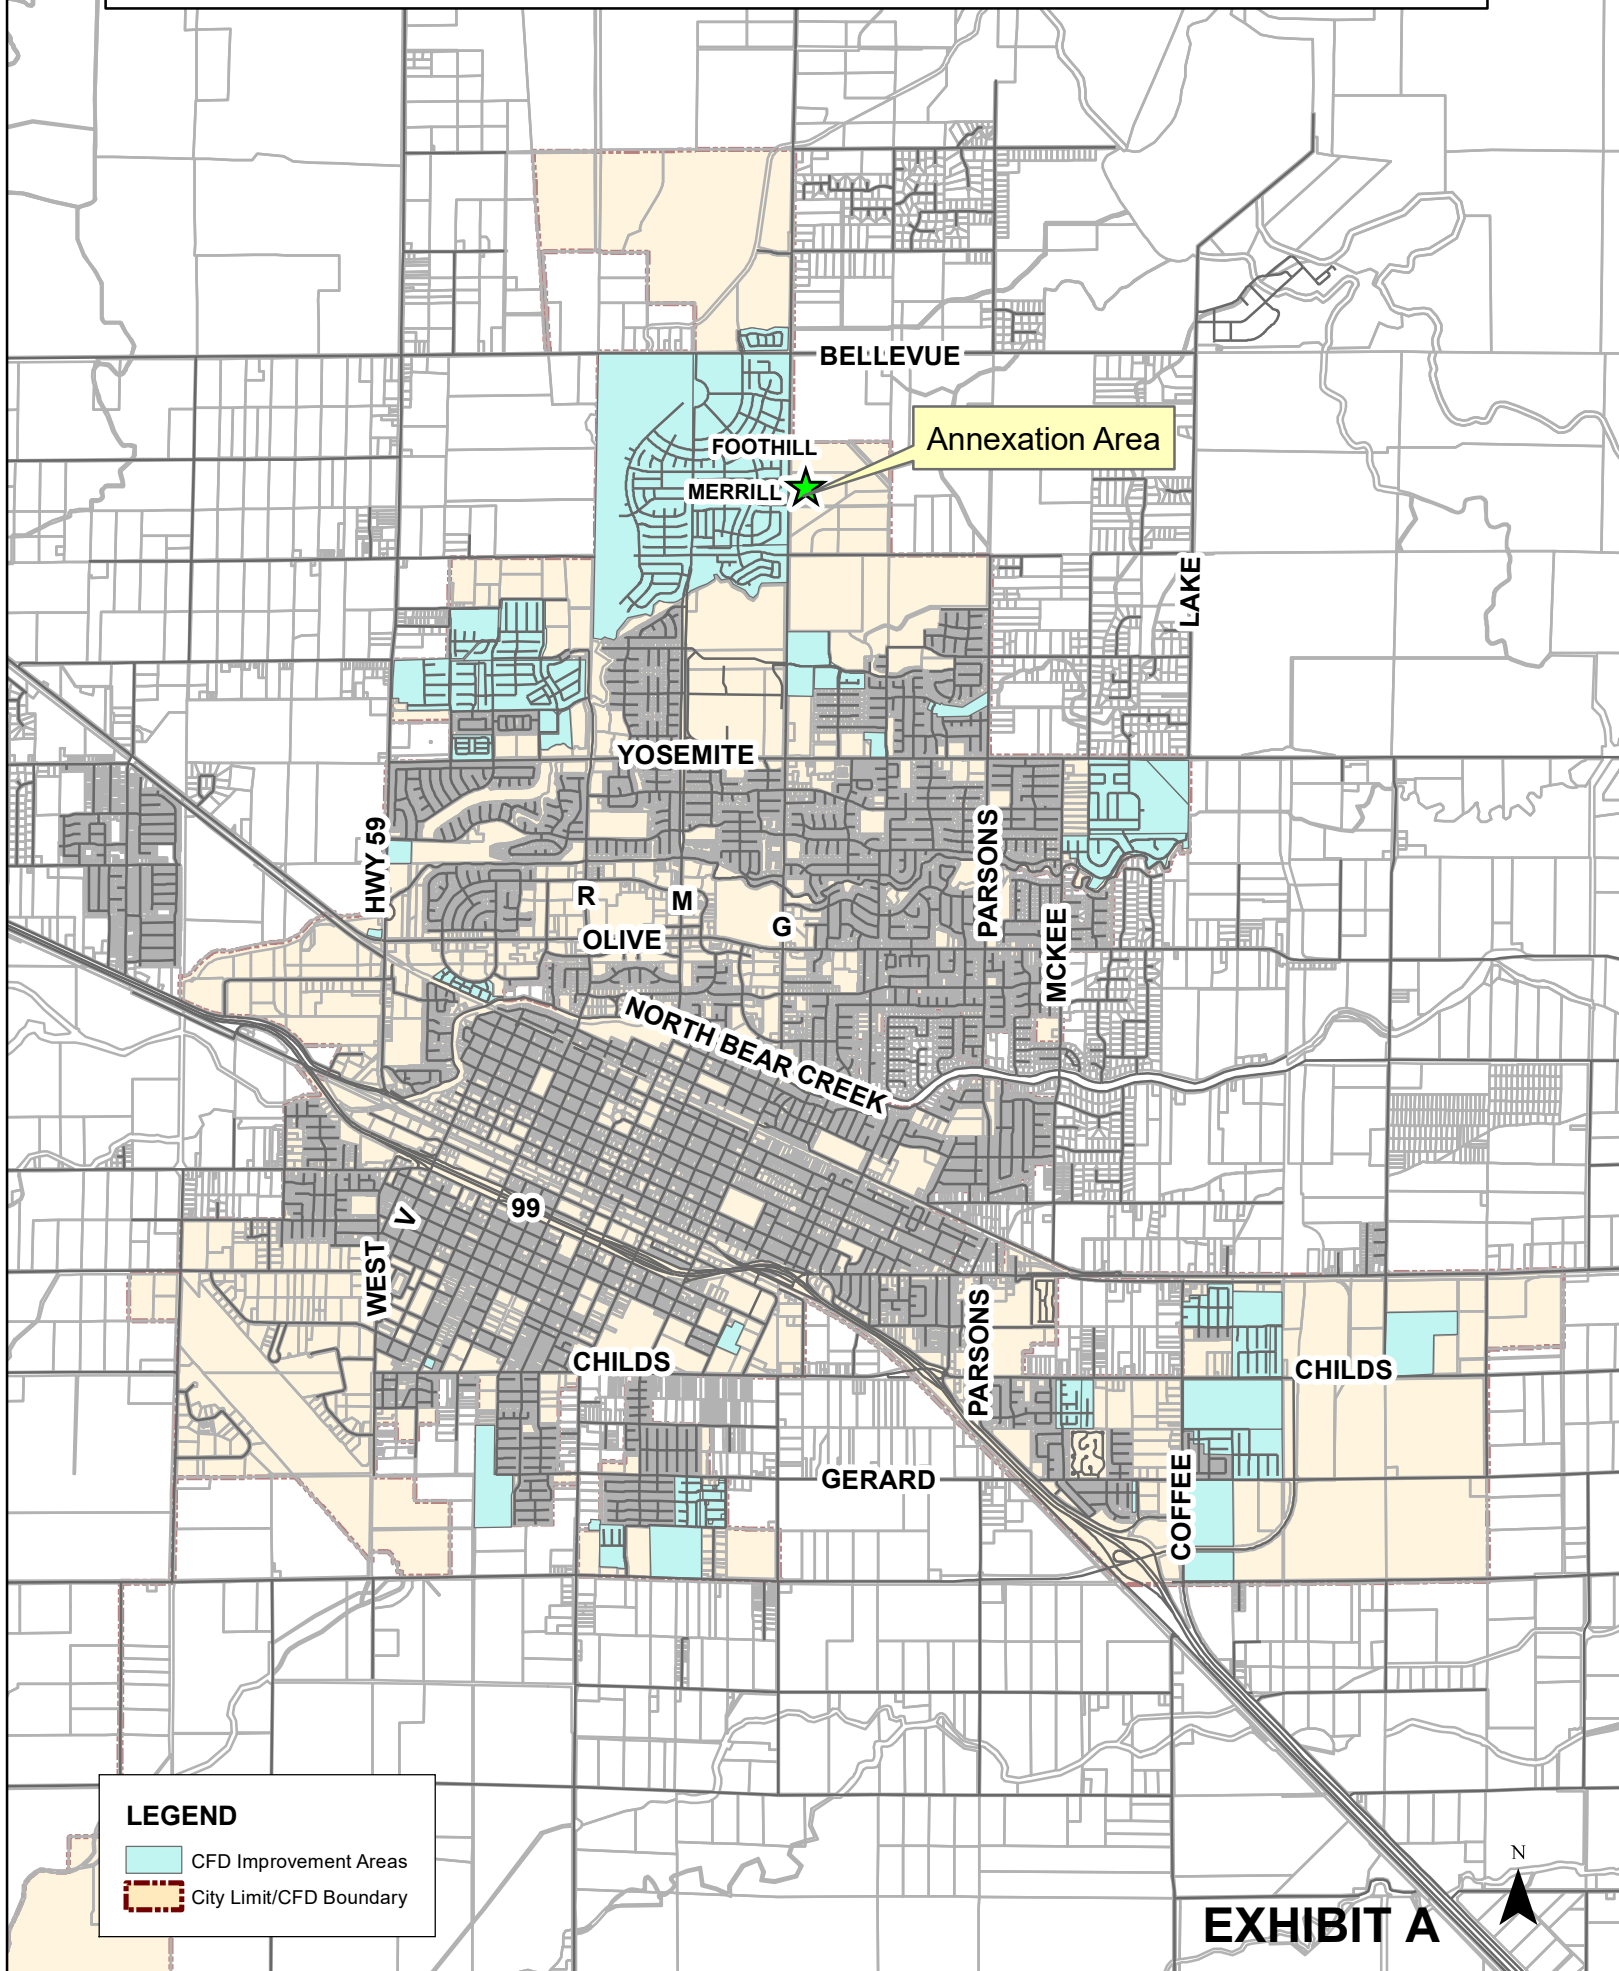 BELLEVUE
Annexation Area
FOOTHILL
MERRILL
LAKE
YOSEMITE
HWY 59
PARSONS
R
M
G
OLIVE
MCKEE
NORTH BEAR CREEK
V
99
WEST
PARSONS
CHILDS
CHILDS
GERARD
COFFEE
LEGEND
CFD Improvement Areas
City Limit/CFD Boundary
N
EXHIBIT A